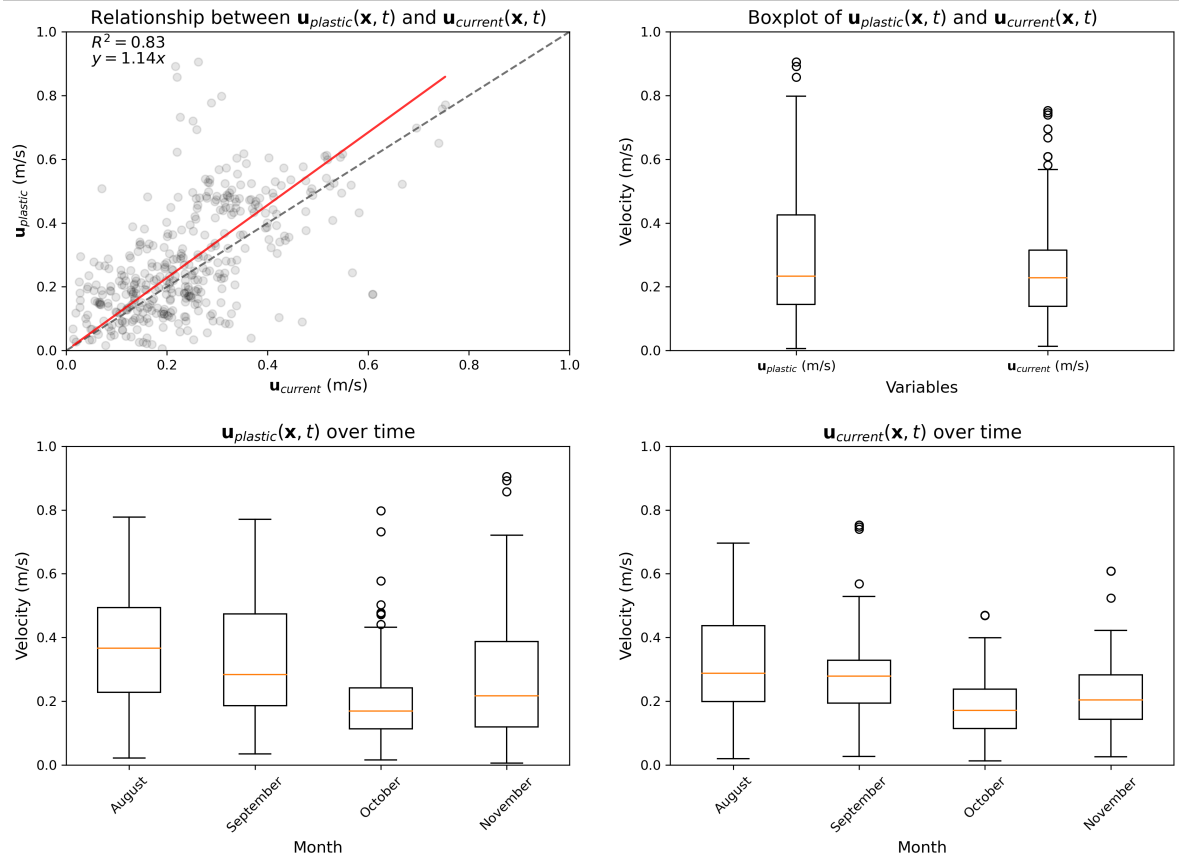 Relationship between u_plastic(x, t) and u_current(x, t)
R² = 0.83
y = 1.14x
1.0
0.8
0.6
0.4
0.2
0.0
u_plastic (m/s)
0.0 0.2 0.4 0.6 0.8 1.0
u_current (m/s)
Boxplot of u_plastic(x, t) and u_current(x, t)
1.0
0.8
0.6
0.4
0.2
0.0
Velocity (m/s)
u_plastic (m/s) u_current (m/s)
Variables
u_plastic(x, t) over time
1.0
0.8
0.6
0.4
0.2
0.0
Velocity (m/s)
August September October November
Month
u_current(x, t) over time
1.0
0.8
0.6
0.4
0.2
0.0
Velocity (m/s)
August September October November
Month